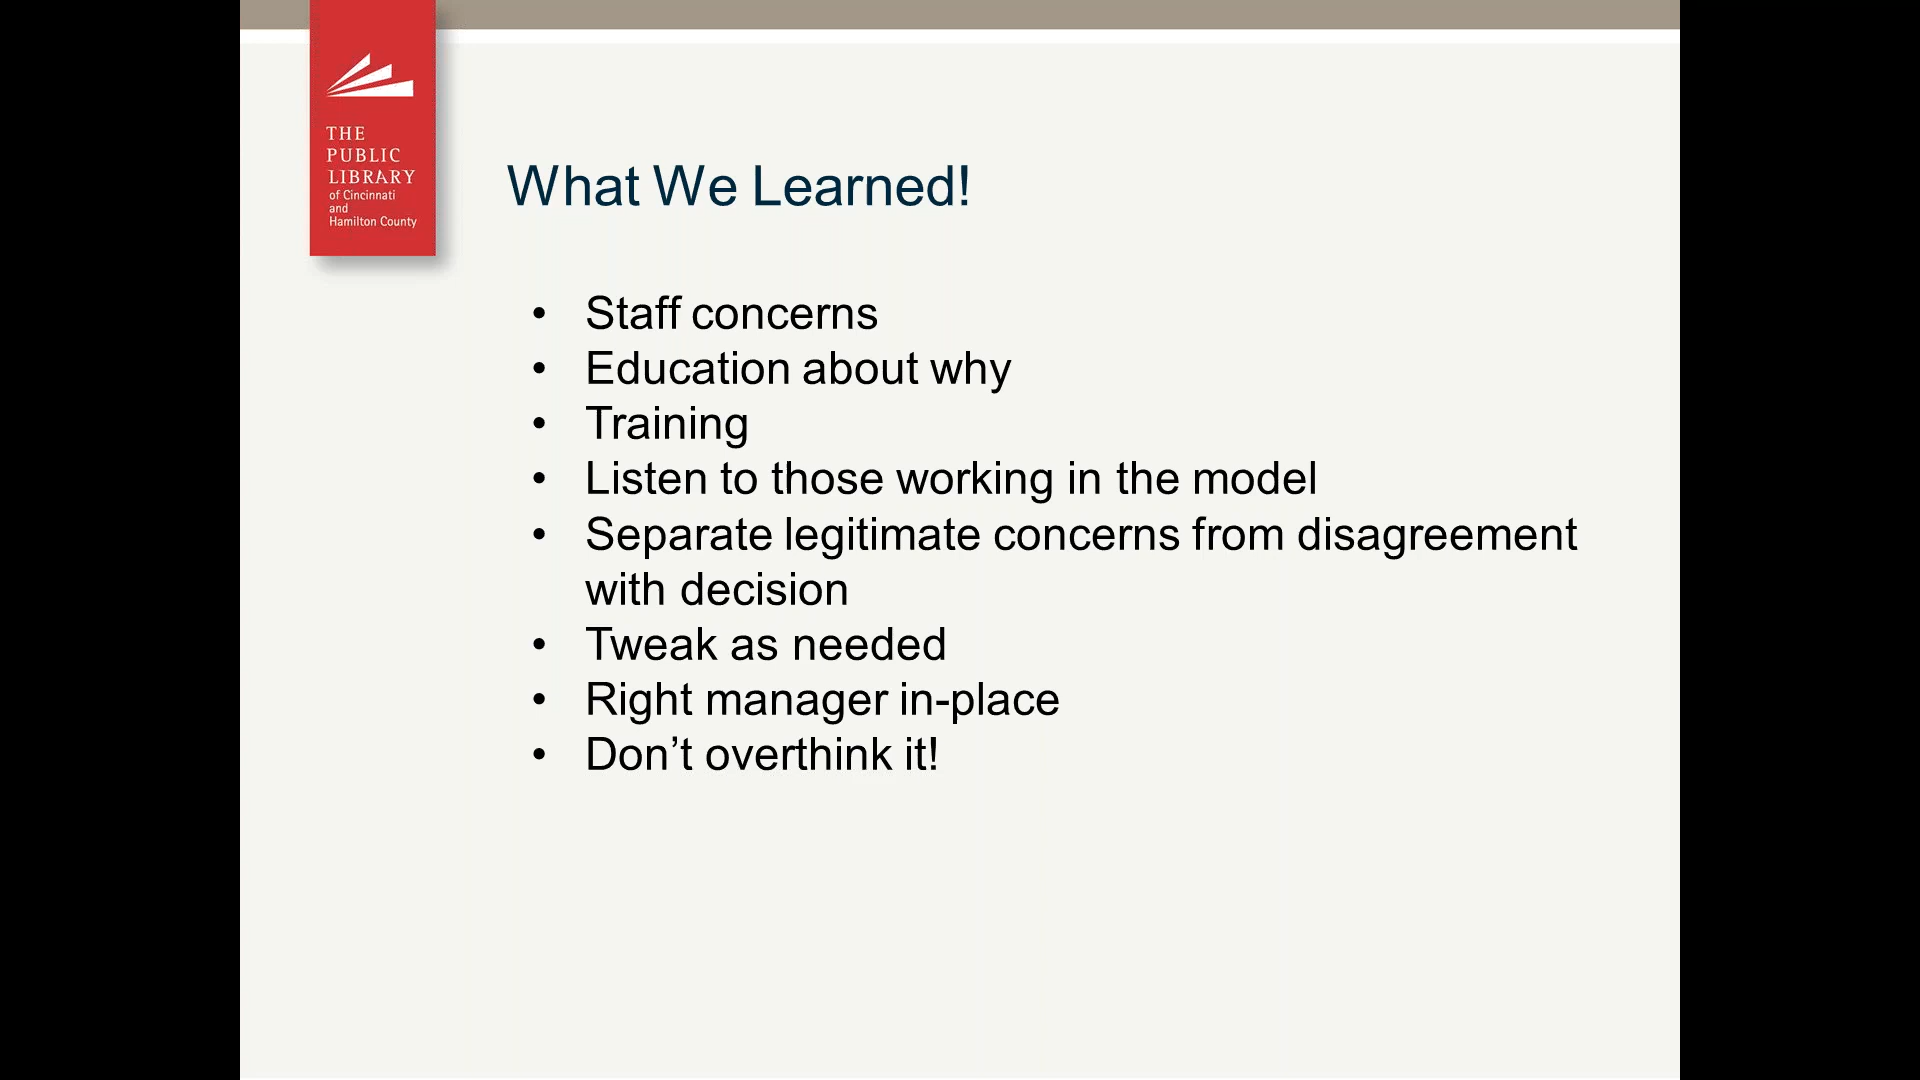 THE
PUBLIC
LIBRARY
of Cincinnati
and
Hamilton County
What We Learned!
• Staff concerns
• Education about why
• Training
• Listen to those working in the model
• Separate legitimate concerns from disagreement
with decision
• Tweak as needed
• Right manager in-place
• Don’t overthink it!